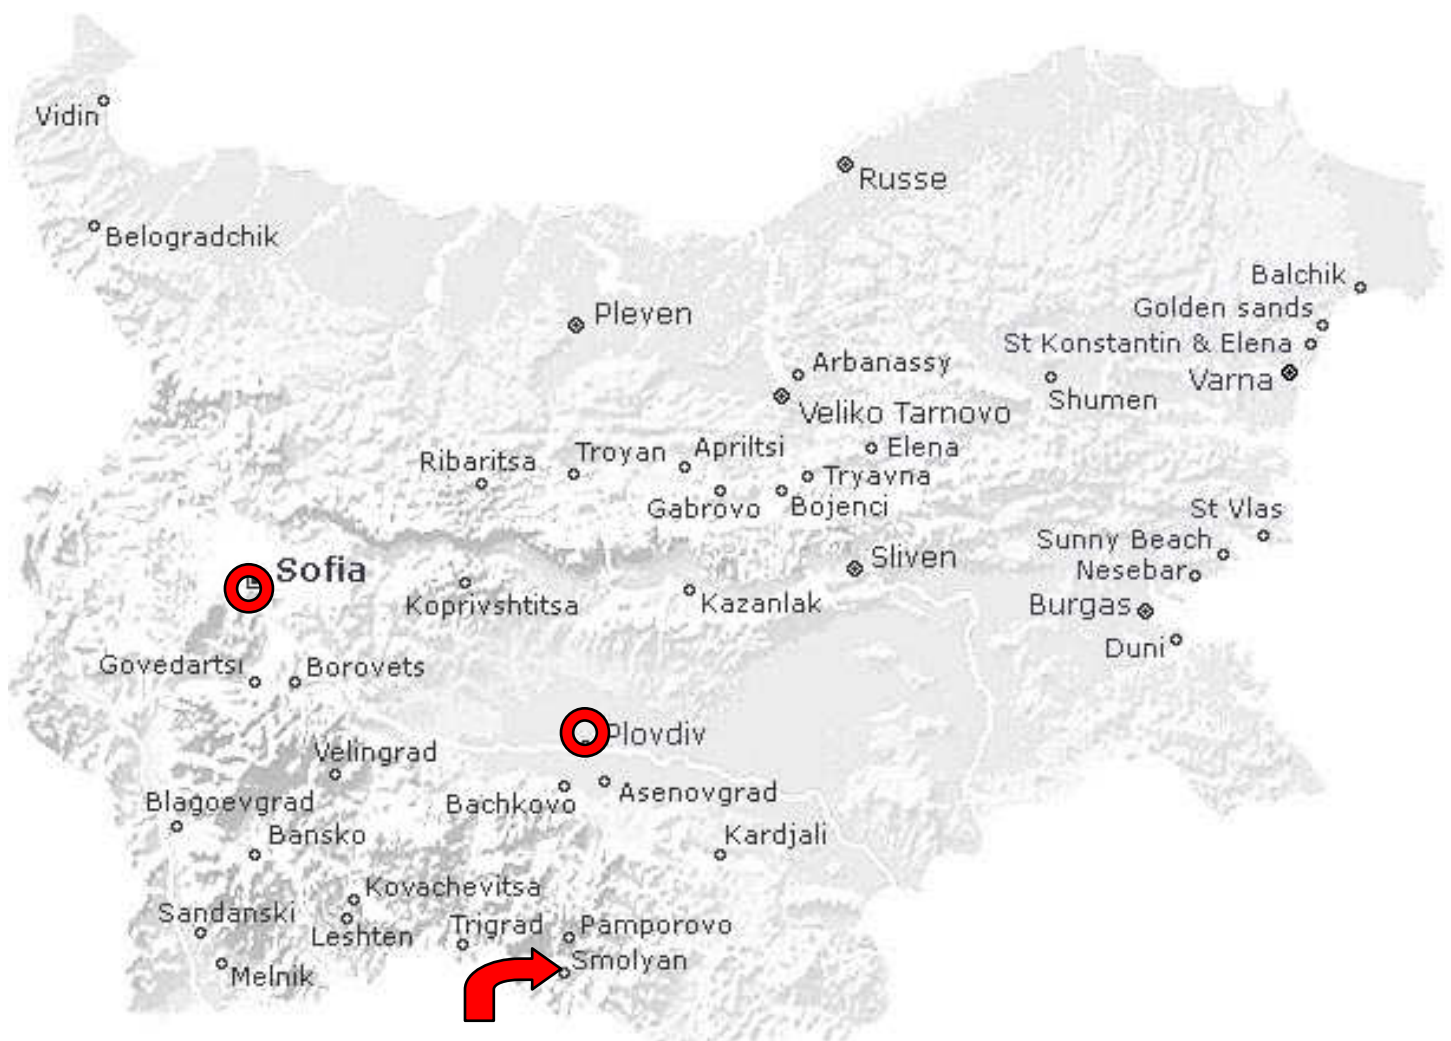 Vidin
Russe
Belogradchik
Balchik
Golden sands
Pleven
St Konstantin & Elena
Arbanassy
Varna
Shumen
Veliko Tarnovo
Elena
Apriltsi
Troyan
Ribaritsa
Tryavna
Gabrovo
Bojenci
St Vlas
Sunny Beach
Sliven
Sofia
Nesebar
Koprivshtitsa
Kazanlak
Burgas
Duni
Govedartsi
Borovets
Plovdiv
Velingrad
Asenovgrad
Blagoevgrad
Bachkovo
Bansko
Kardjali
Kovachevitsa
Sandanski
Leshten
Trigrad
Pamporovo
Smolyan
Melnik